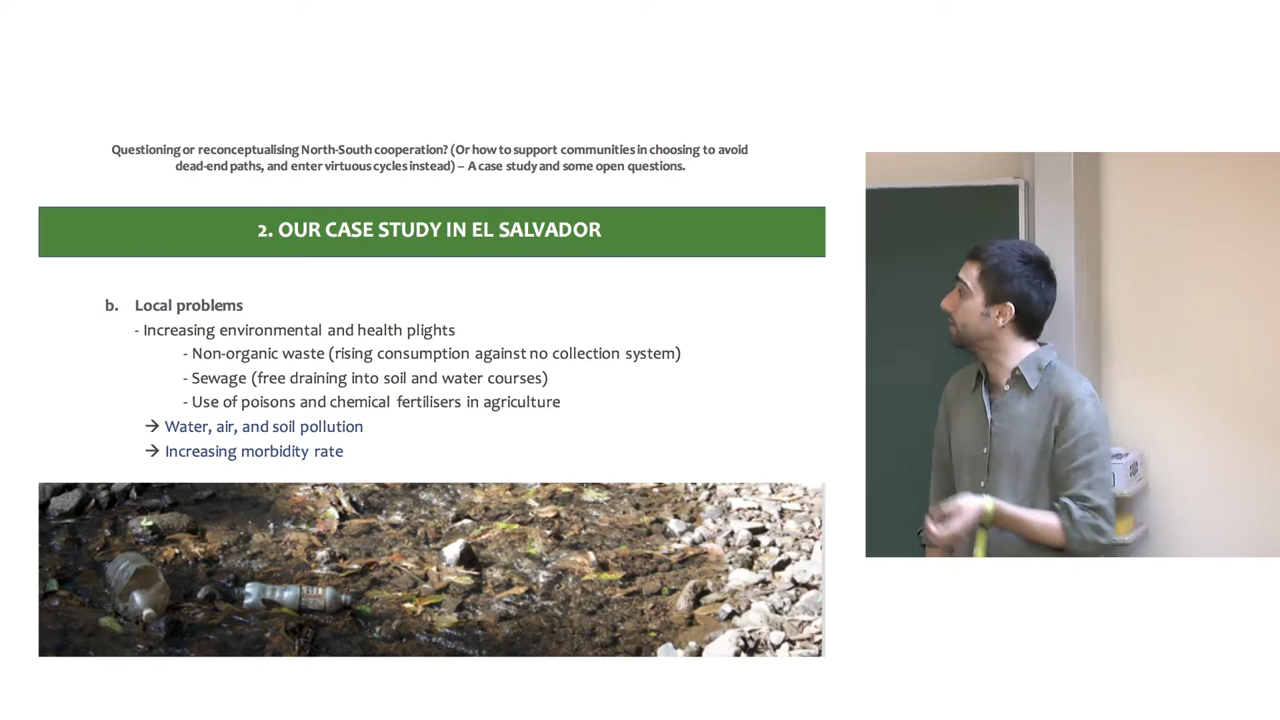 Questioning or reconceptualising North-South cooperation? (Or how to support communities in choosing to avoid
dead-end paths, and enter virtuous cycles instead) – A case study and some open questions.
2. OUR CASE STUDY IN EL SALVADOR
b. Local problems
- Increasing environmental and health plights
- Non-organic waste (rising consumption against no collection system)
- Sewage (free draining into soil and water courses)
- Use of poisons and chemical fertilisers in agriculture
→ Water, air, and soil pollution
→ Increasing morbidity rate